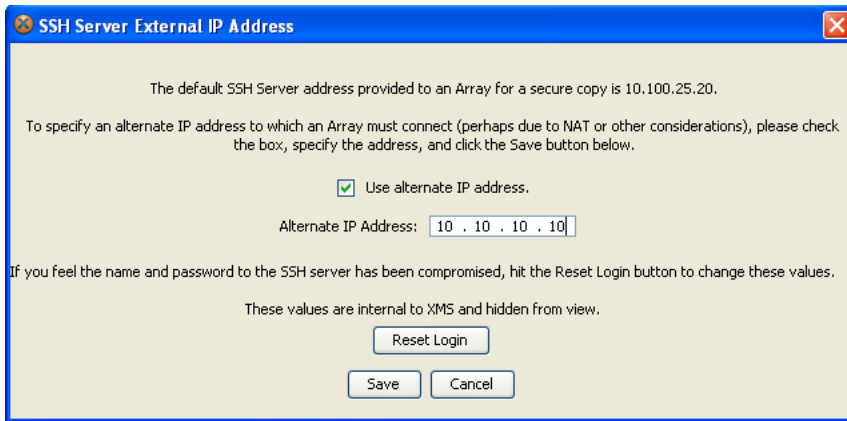 SSH Server External IP Address
The default SSH Server address provided to an Array for a secure copy is 10.100.25.20.
To specify an alternate IP address to which an Array must connect (perhaps due to NAT or other considerations), please check
the box, specify the address, and click the Save button below.
Use alternate IP address.
Alternate IP Address: 10 . 10 . 10 . 10
If you feel the name and password to the SSH server has been compromised, hit the Reset Login button to change these values.
These values are internal to XMS and hidden from view.
Reset Login
Save Cancel